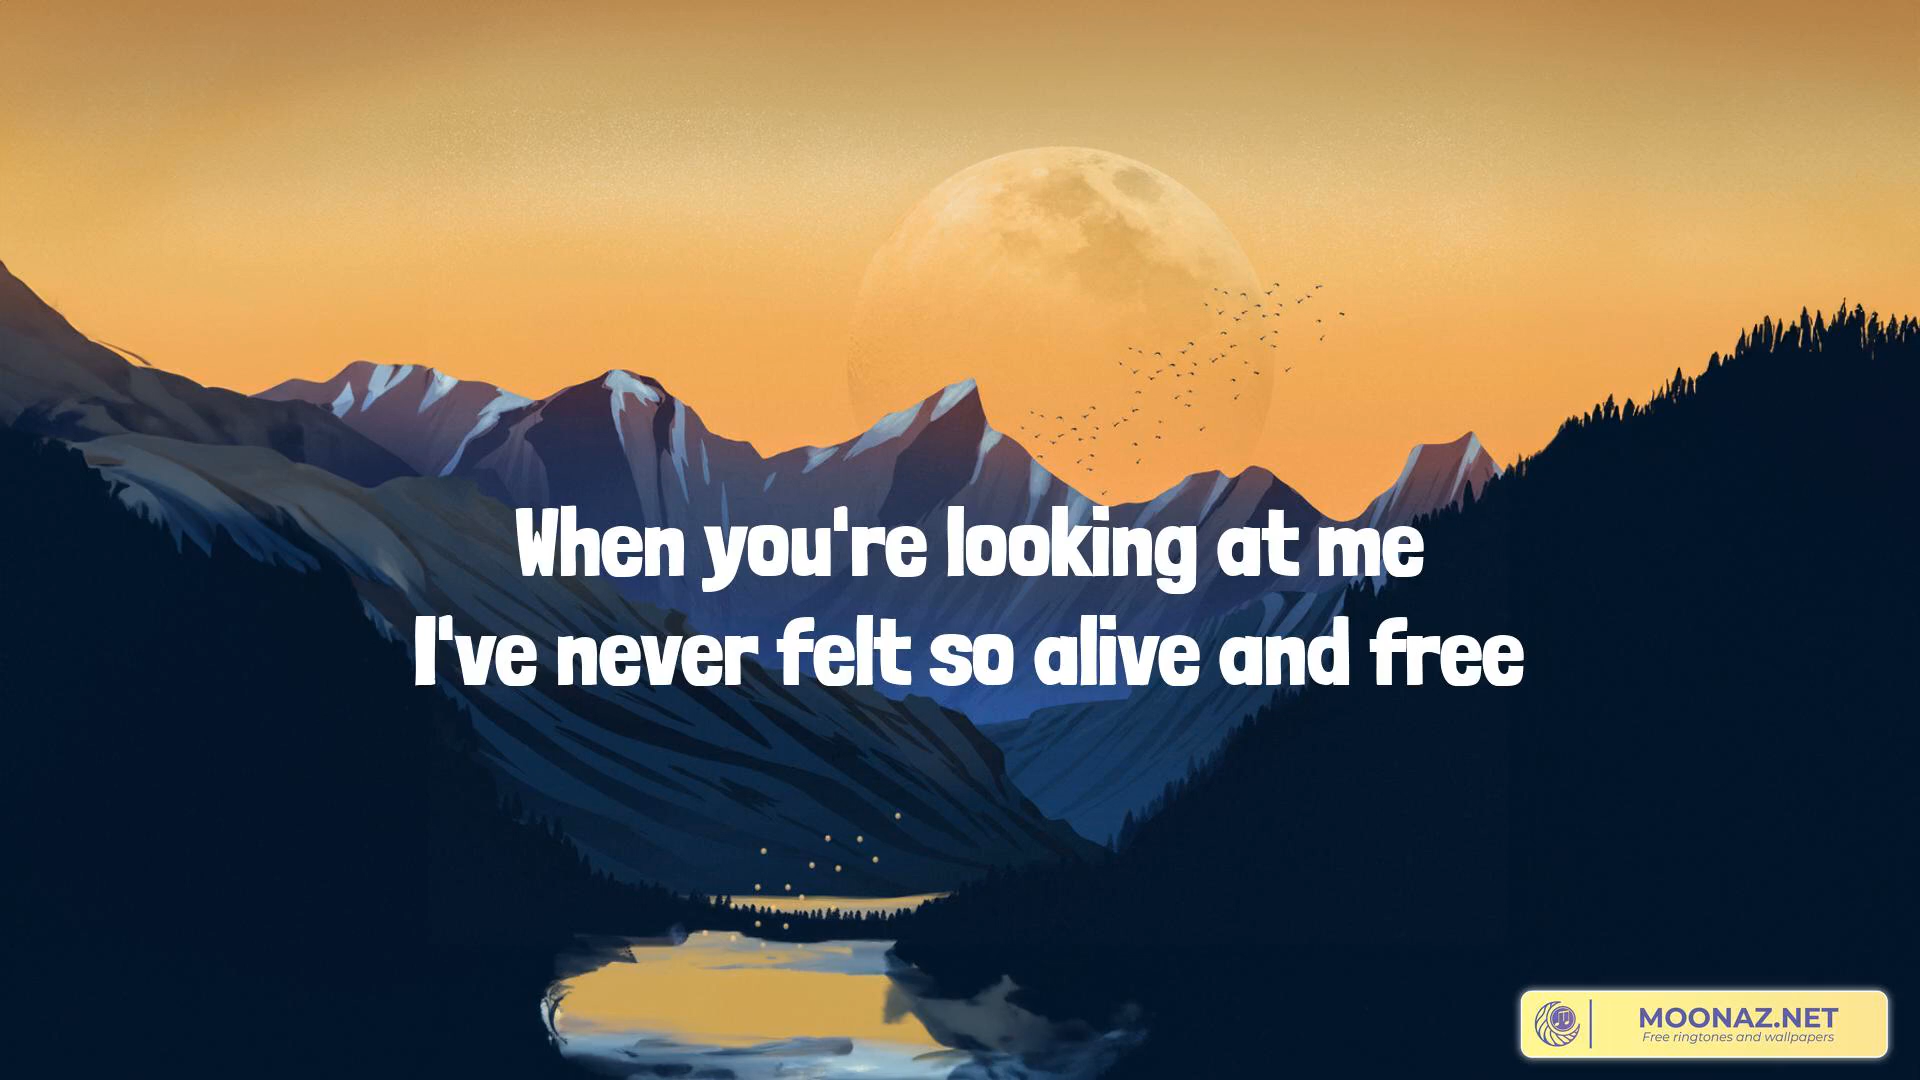 When you're looking at me
I've never felt so alive and free
MOONAZ.NET
Free ringtones and wallpapers